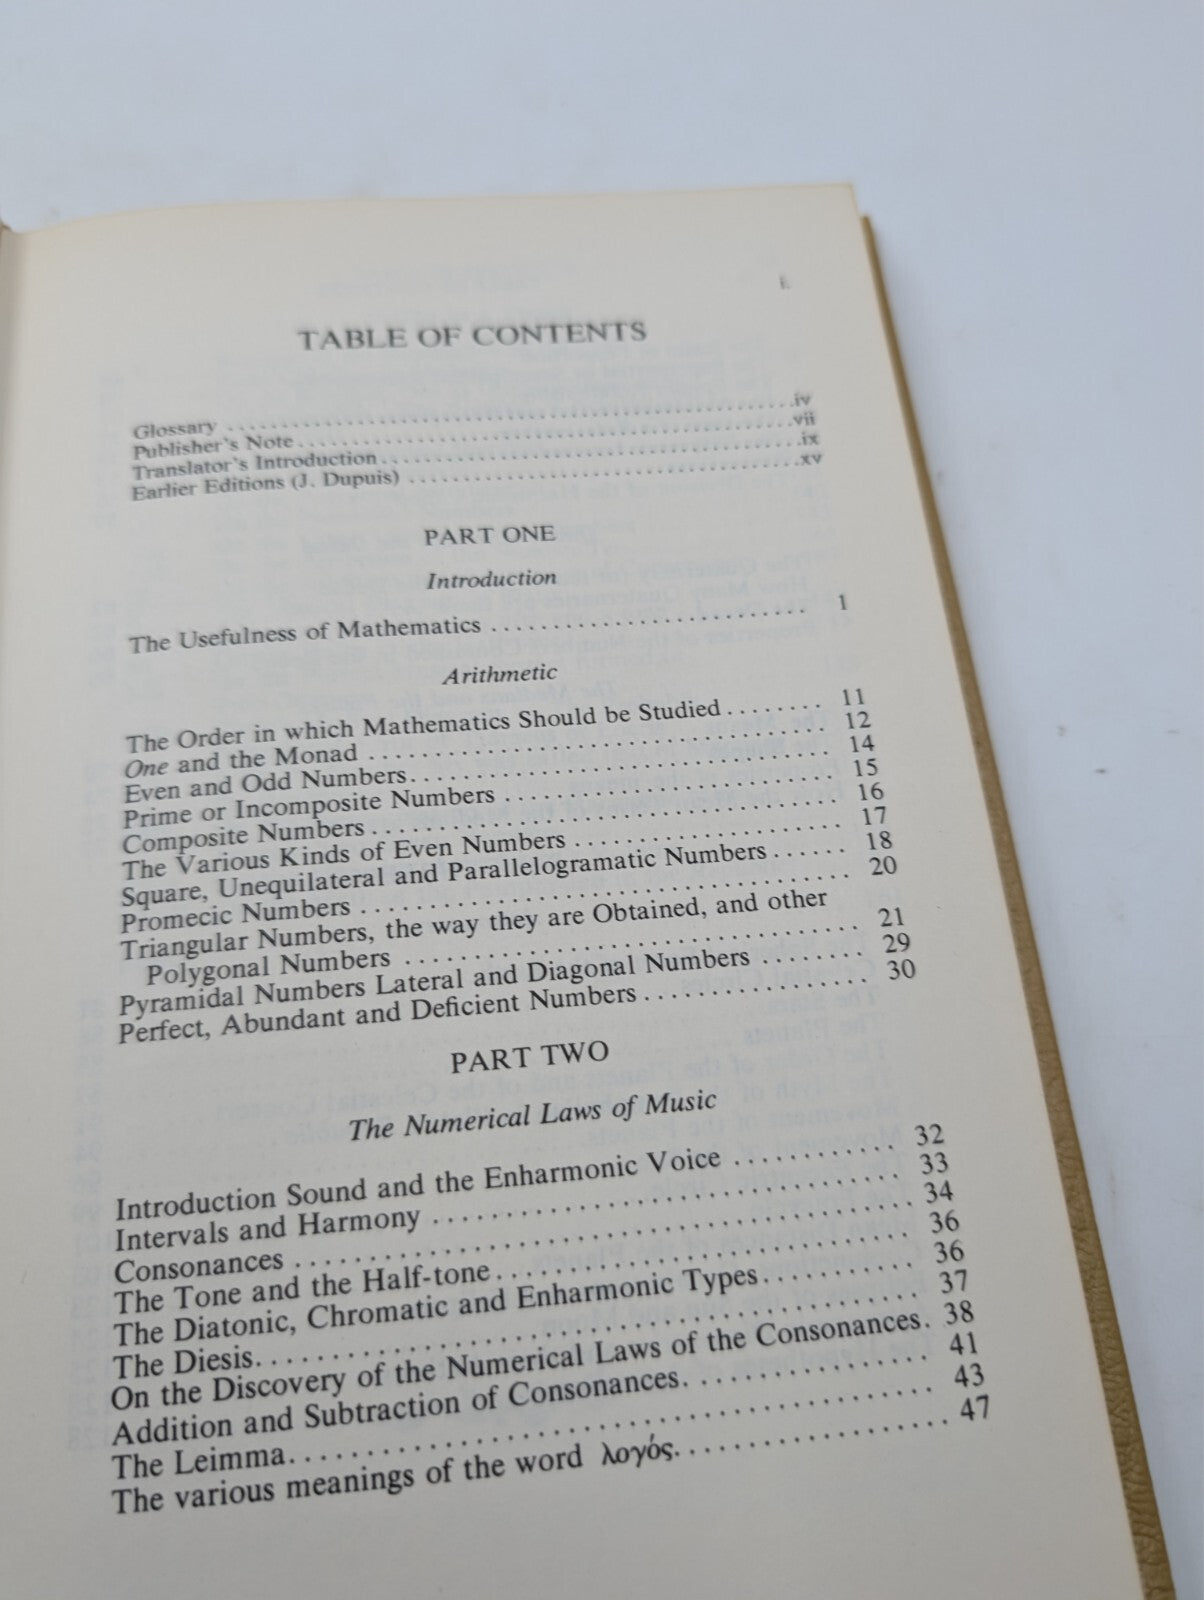 TABLE OF CONTENTS
Glossary . . . . . . . . . . . . . . . . . . . . . . . . . . . . . . . . . . . . . . . . . . .iv
Publisher's Note. . . . . . . . . . . . . . . . . . . . . . . . . . . . . . . . . . . . . .vii
Translator's Introduction. . . . . . . . . . . . . . . . . . . . . . . . . . . . . . . .ix
Earlier Editions (J. Dupuis) . . . . . . . . . . . . . . . . . . . . . . . . . . . . . .xv
PART ONE
Introduction
The Usefulness of Mathematics . . . . . . . . . . . . . . . . . . . . . . . . . 1
Arithmetic
The Order in which Mathematics Should be Studied. . . . . . . . 11
One and the Monad . . . . . . . . . . . . . . . . . . . . . . . . . . . . . . . . . . 12
Even and Odd Numbers. . . . . . . . . . . . . . . . . . . . . . . . . . . . . . . 14
Prime or Incomposite Numbers . . . . . . . . . . . . . . . . . . . . . . . . 15
Composite Numbers . . . . . . . . . . . . . . . . . . . . . . . . . . . . . . . . . . 16
The Various Kinds of Even Numbers . . . . . . . . . . . . . . . . . . . . 17
Square, Unequilateral and Parallelogramatic Numbers . . . . . . 18
Promecic Numbers . . . . . . . . . . . . . . . . . . . . . . . . . . . . . . . . . . . 20
Triangular Numbers, the way they are Obtained, and other
Polygonal Numbers . . . . . . . . . . . . . . . . . . . . . . . . . . . . . . . . 21
Pyramidal Numbers Lateral and Diagonal Numbers . . . . . . . . 29
Perfect, Abundant and Deficient Numbers . . . . . . . . . . . . . . . . 30
PART TWO
The Numerical Laws of Music
Introduction Sound and the Enharmonic Voice . . . . . . . . . . . . 32
Intervals and Harmony . . . . . . . . . . . . . . . . . . . . . . . . . . . . . . . 33
Consonances . . . . . . . . . . . . . . . . . . . . . . . . . . . . . . . . . . . . . . . . 34
The Tone and the Half-tone. . . . . . . . . . . . . . . . . . . . . . . . . . . . 36
The Diatonic, Chromatic and Enharmonic Types. . . . . . . . . . . 36
The Diesis. . . . . . . . . . . . . . . . . . . . . . . . . . . . . . . . . . . . . . . . . . . 37
On the Discovery of the Numerical Laws of the Consonances. 38
Addition and Subtraction of Consonances. . . . . . . . . . . . . . . . . 41
The Leimma. . . . . . . . . . . . . . . . . . . . . . . . . . . . . . . . . . . . . . . . . 43
The various meanings of the word λογός. . . . . . . . . . . . . . . . . . 47